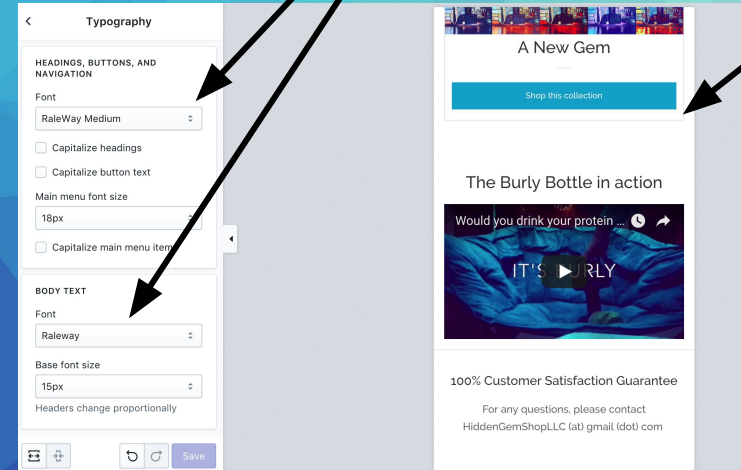 Typography
HEADINGS, BUTTONS, AND
NAVIGATION
Font
RaleWay Medium
Capitalize headings
Capitalize button text
Main menu font size
18px
Capitalize main menu item
BODY TEXT
Font
Raleway
Base font size
15px
Headers change proportionally
Save
A New Gem
Shop this collection
The Burly Bottle in action
Would you drink your protein ...
IT'S BURLY
100% Customer Satisfaction Guarantee
For any questions, please contact
HiddenGemShopLLC (at) gmail (dot) com